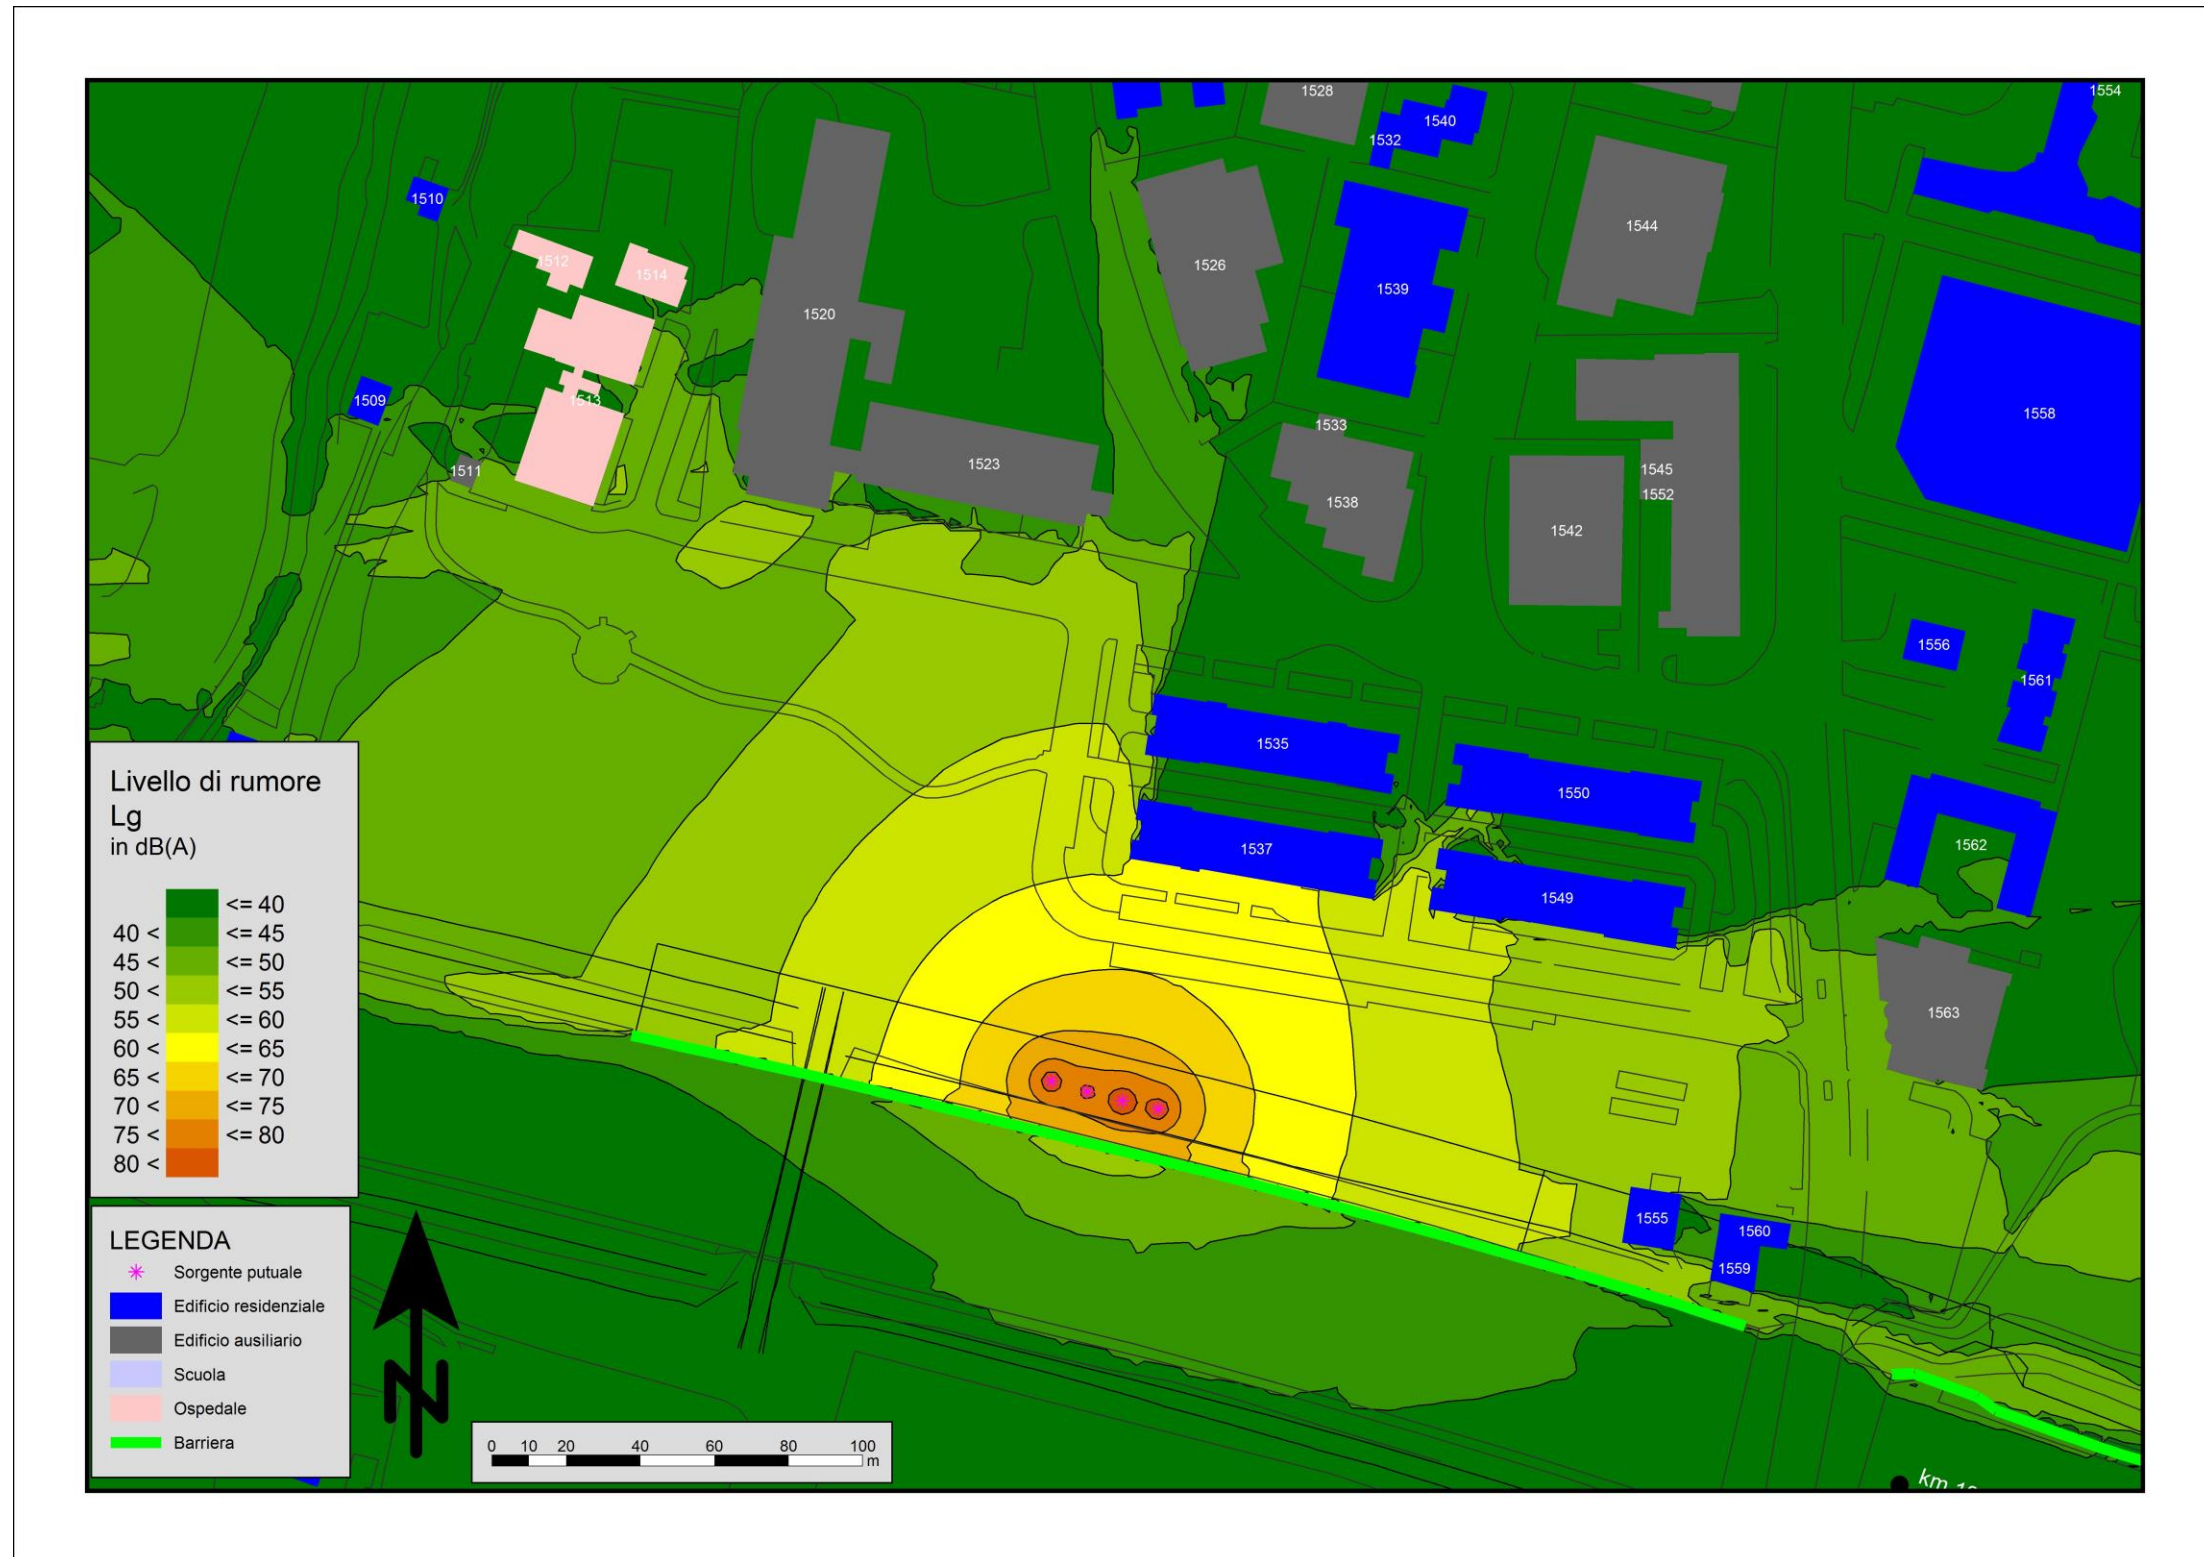 1528
1554
1540
1532
1510
1544
1512
1526
1514
1539
1520
1509
1558
1513
1533
1523
1511
1545
1552
1538
1542
1556
1561
1535
1550
1537
1562
1549
1563
1555
1560
1559
Livello di rumore
Lg
in dB(A)
<= 40
40 < <= 45
45 < <= 50
50 < <= 55
55 < <= 60
60 < <= 65
65 < <= 70
70 < <= 75
75 < <= 80
80 <
LEGENDA
Sorgente putuale
Edificio residenziale
Edificio ausiliario
Scuola
Ospedale
Barriera
N
0 10 20 40 60 80 100
m
km